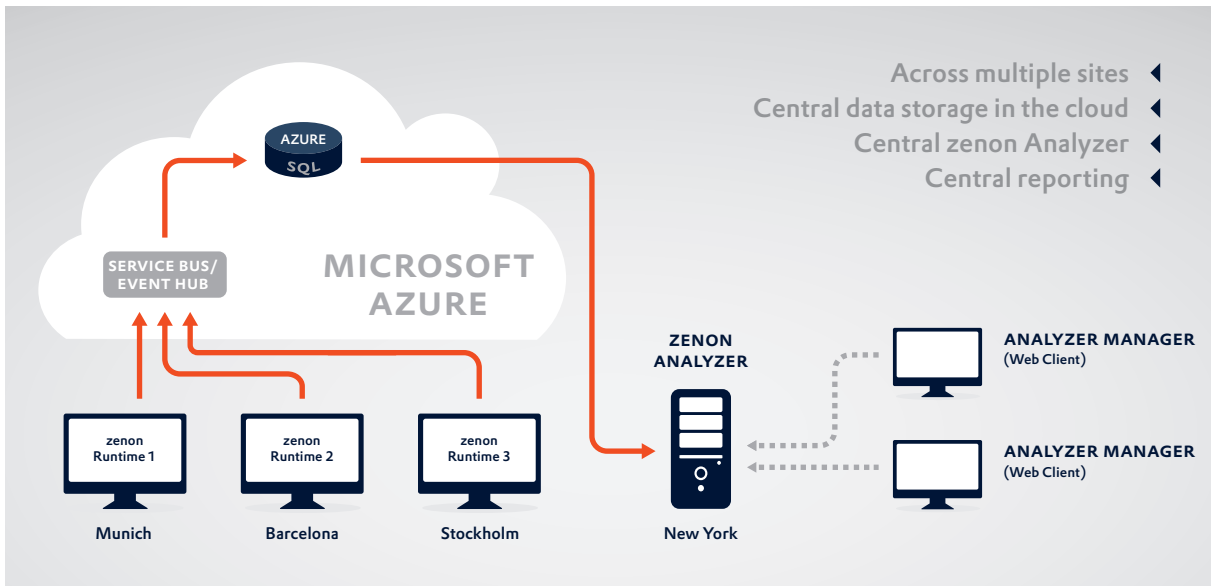 Across multiple sites
Central data storage in the cloud
Central zenon Analyzer
Central reporting
AZURE
SQL
SERVICE BUS/
EVENT HUB
MICROSOFT
AZURE
zenon
Runtime 1
Munich
zenon
Runtime 2
Barcelona
zenon
Runtime 3
Stockholm
ZENON
ANALYZER
New York
ANALYZER MANAGER
(Web Client)
ANALYZER MANAGER
(Web Client)